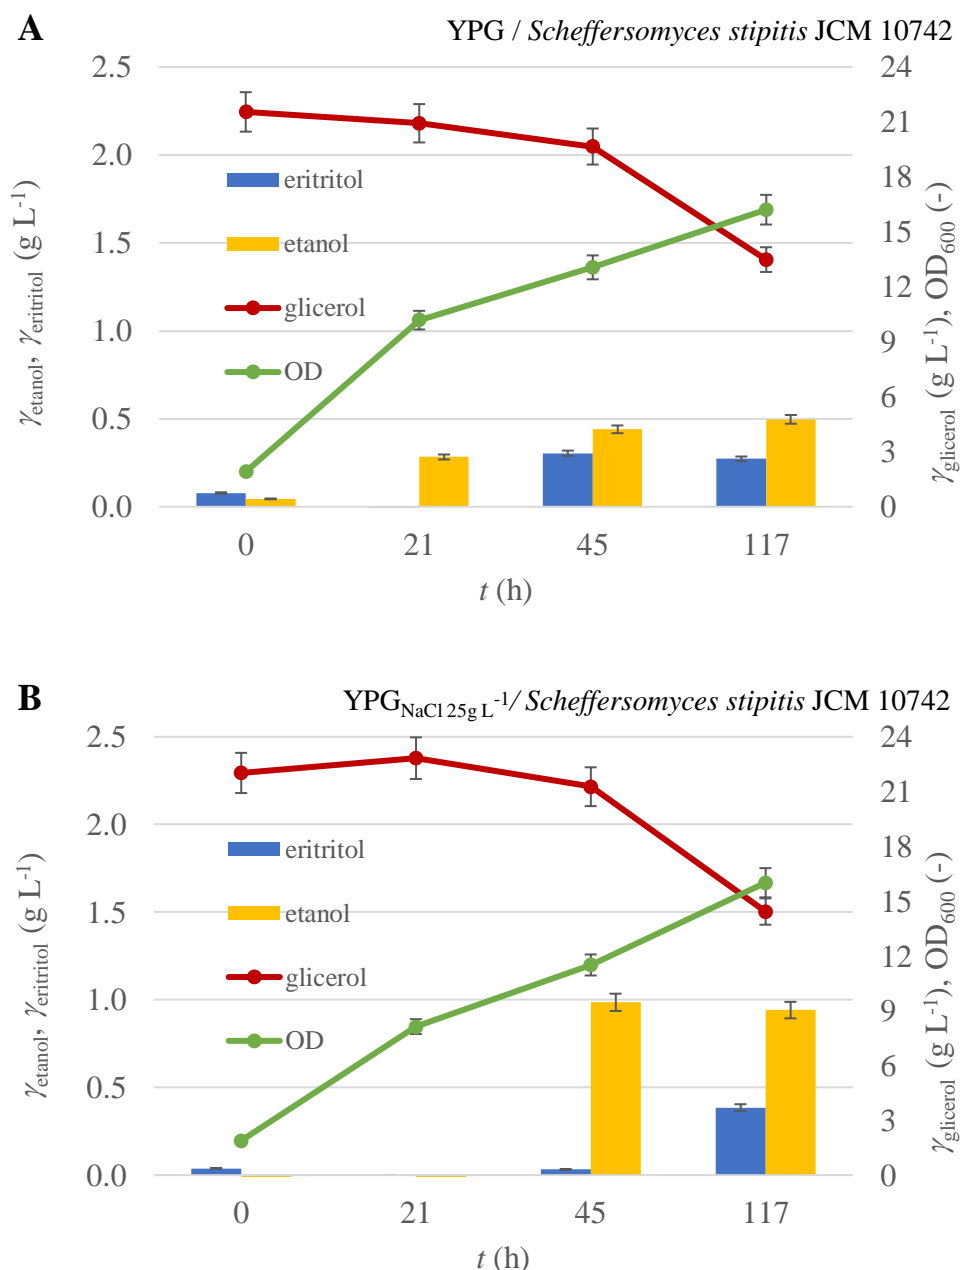 A
YPG / Scheffersomyces stipitis JCM 10742
2.5
2.0
1.5
1.0
0.5
0.0
24
21
18
15
12
9
6
3
0
γetanol, γeritritol (g L-1)
γglicerol (g L-1), OD600 (-)
eritritol
etanol
glicerol
OD
0 21 45 117
t (h)
B
YPGNaCl 25g L-1/ Scheffersomyces stipitis JCM 10742
2.5
2.0
1.5
1.0
0.5
0.0
24
21
18
15
12
9
6
3
0
γetanol, γeritritol (g L-1)
γglicerol (g L-1), OD600 (-)
eritritol
etanol
glicerol
OD
0 21 45 117
t (h)